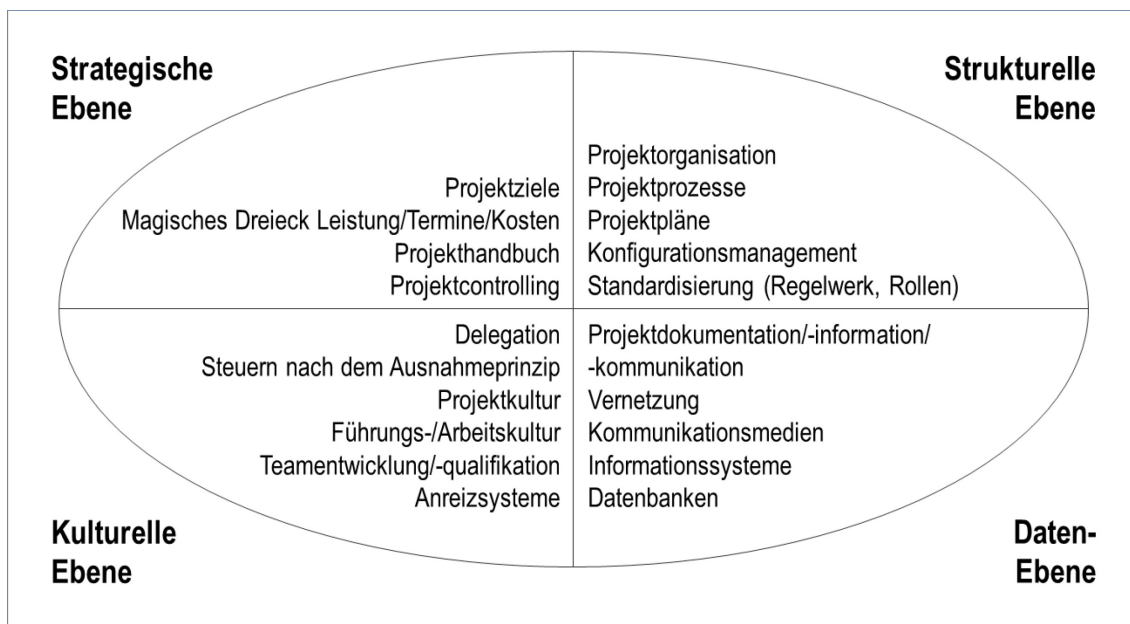 Strategische
Ebene
Strukturelle
Ebene
Projektziele
Magisches Dreieck Leistung/Termine/Kosten
Projekthandbuch
Projektcontrolling
Projektorganisation
Projektprozesse
Projektpläne
Konfigurationsmanagement
Standardisierung (Regelwerk, Rollen)
Delegation
Steuern nach dem Ausnahmeprinzip
Projektkultur
Führungs-/Arbeitskultur
Teamentwicklung/-qualifikation
Anreizsysteme
Projektdokumentation/-information/
-kommunikation
Vernetzung
Kommunikationsmedien
Informationssysteme
Datenbanken
Kulturelle
Ebene
Daten-
Ebene